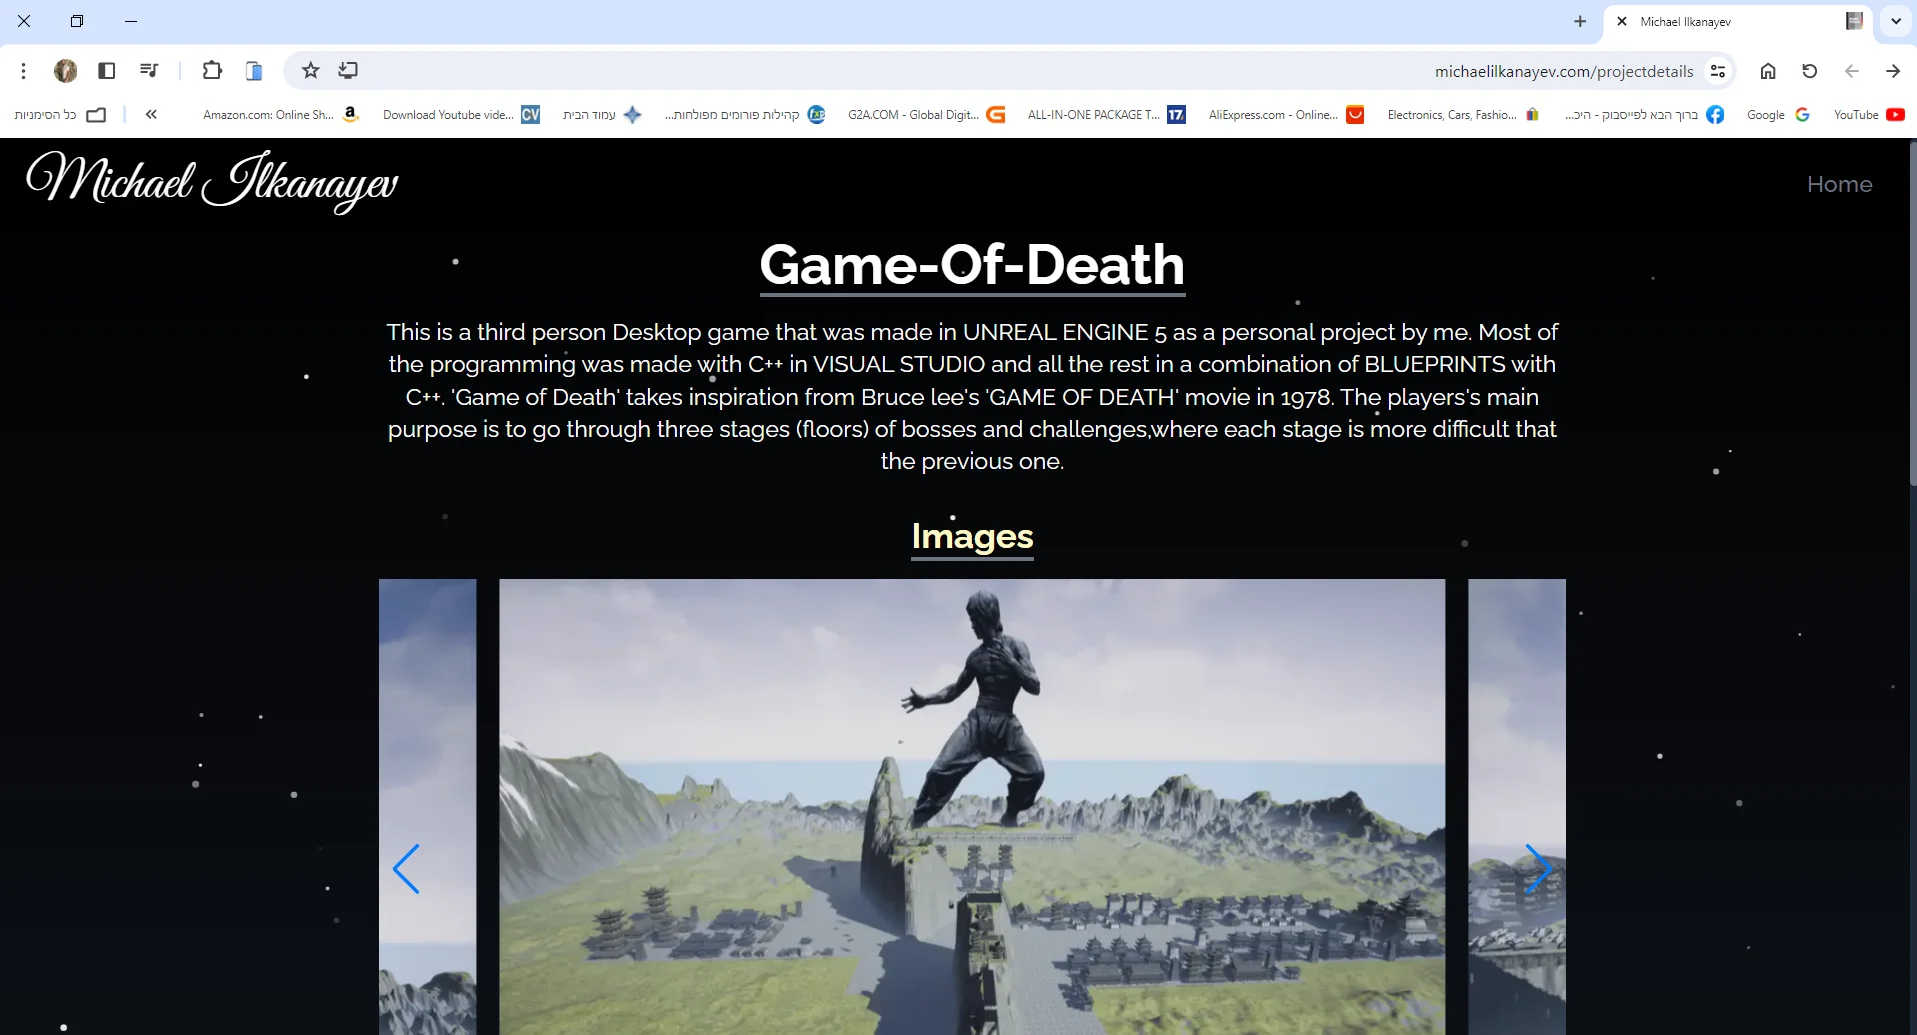 Michael Ilkanayev
michaelilkanayev.com/projectdetails
כל הסימניות
Amazon.com: Online Sh...
Download Youtube vide...
עמוד הבית
קהילות פורומים מפולחות...
G2A.COM - Global Digit...
ALL-IN-ONE PACKAGE T...
AliExpress.com - Online...
Electronics, Cars, Fashio...
ברוך הבא לפייסבוק - היכ...
Google
YouTube
Michael Ilkanayev
Home
Game-Of-Death
This is a third person Desktop game that was made in UNREAL ENGINE 5 as a personal project by me. Most of
the programming was made with C++ in VISUAL STUDIO and all the rest in a combination of BLUEPRINTS with
C++. 'Game of Death' takes inspiration from Bruce lee's 'GAME OF DEATH' movie in 1978. The players's main
purpose is to go through three stages (floors) of bosses and challenges,where each stage is more difficult that
the previous one.
Images